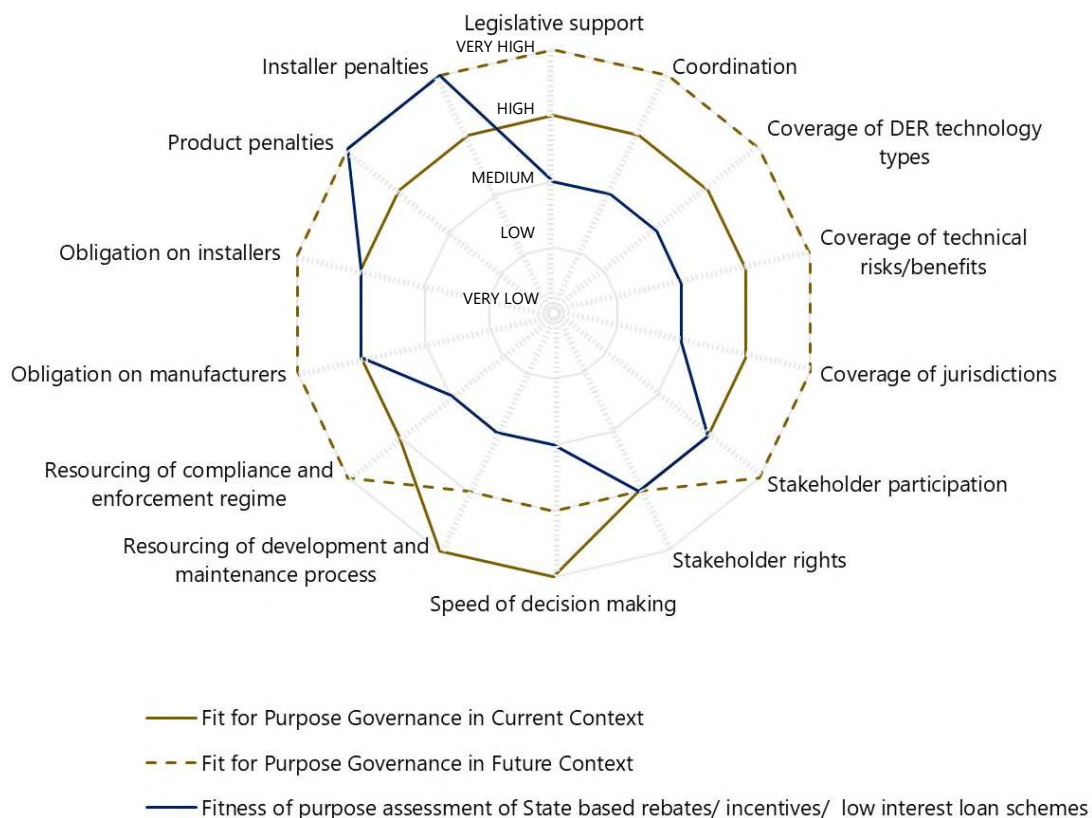 Legislative support
VERY HIGH
Installer penalties
Coordination
HIGH
Product penalties
Coverage of DER technology
types
MEDIUM
LOW
Obligation on installers
Coverage of technical
risks/benefits
VERY LOW
Obligation on manufacturers
Coverage of jurisdictions
Resourcing of compliance and
enforcement regime
Stakeholder participation
Resourcing of development and
maintenance process
Stakeholder rights
Speed of decision making
Fit for Purpose Governance in Current Context
Fit for Purpose Governance in Future Context
Fitness of purpose assessment of State based rebates/ incentives/ low interest loan schemes